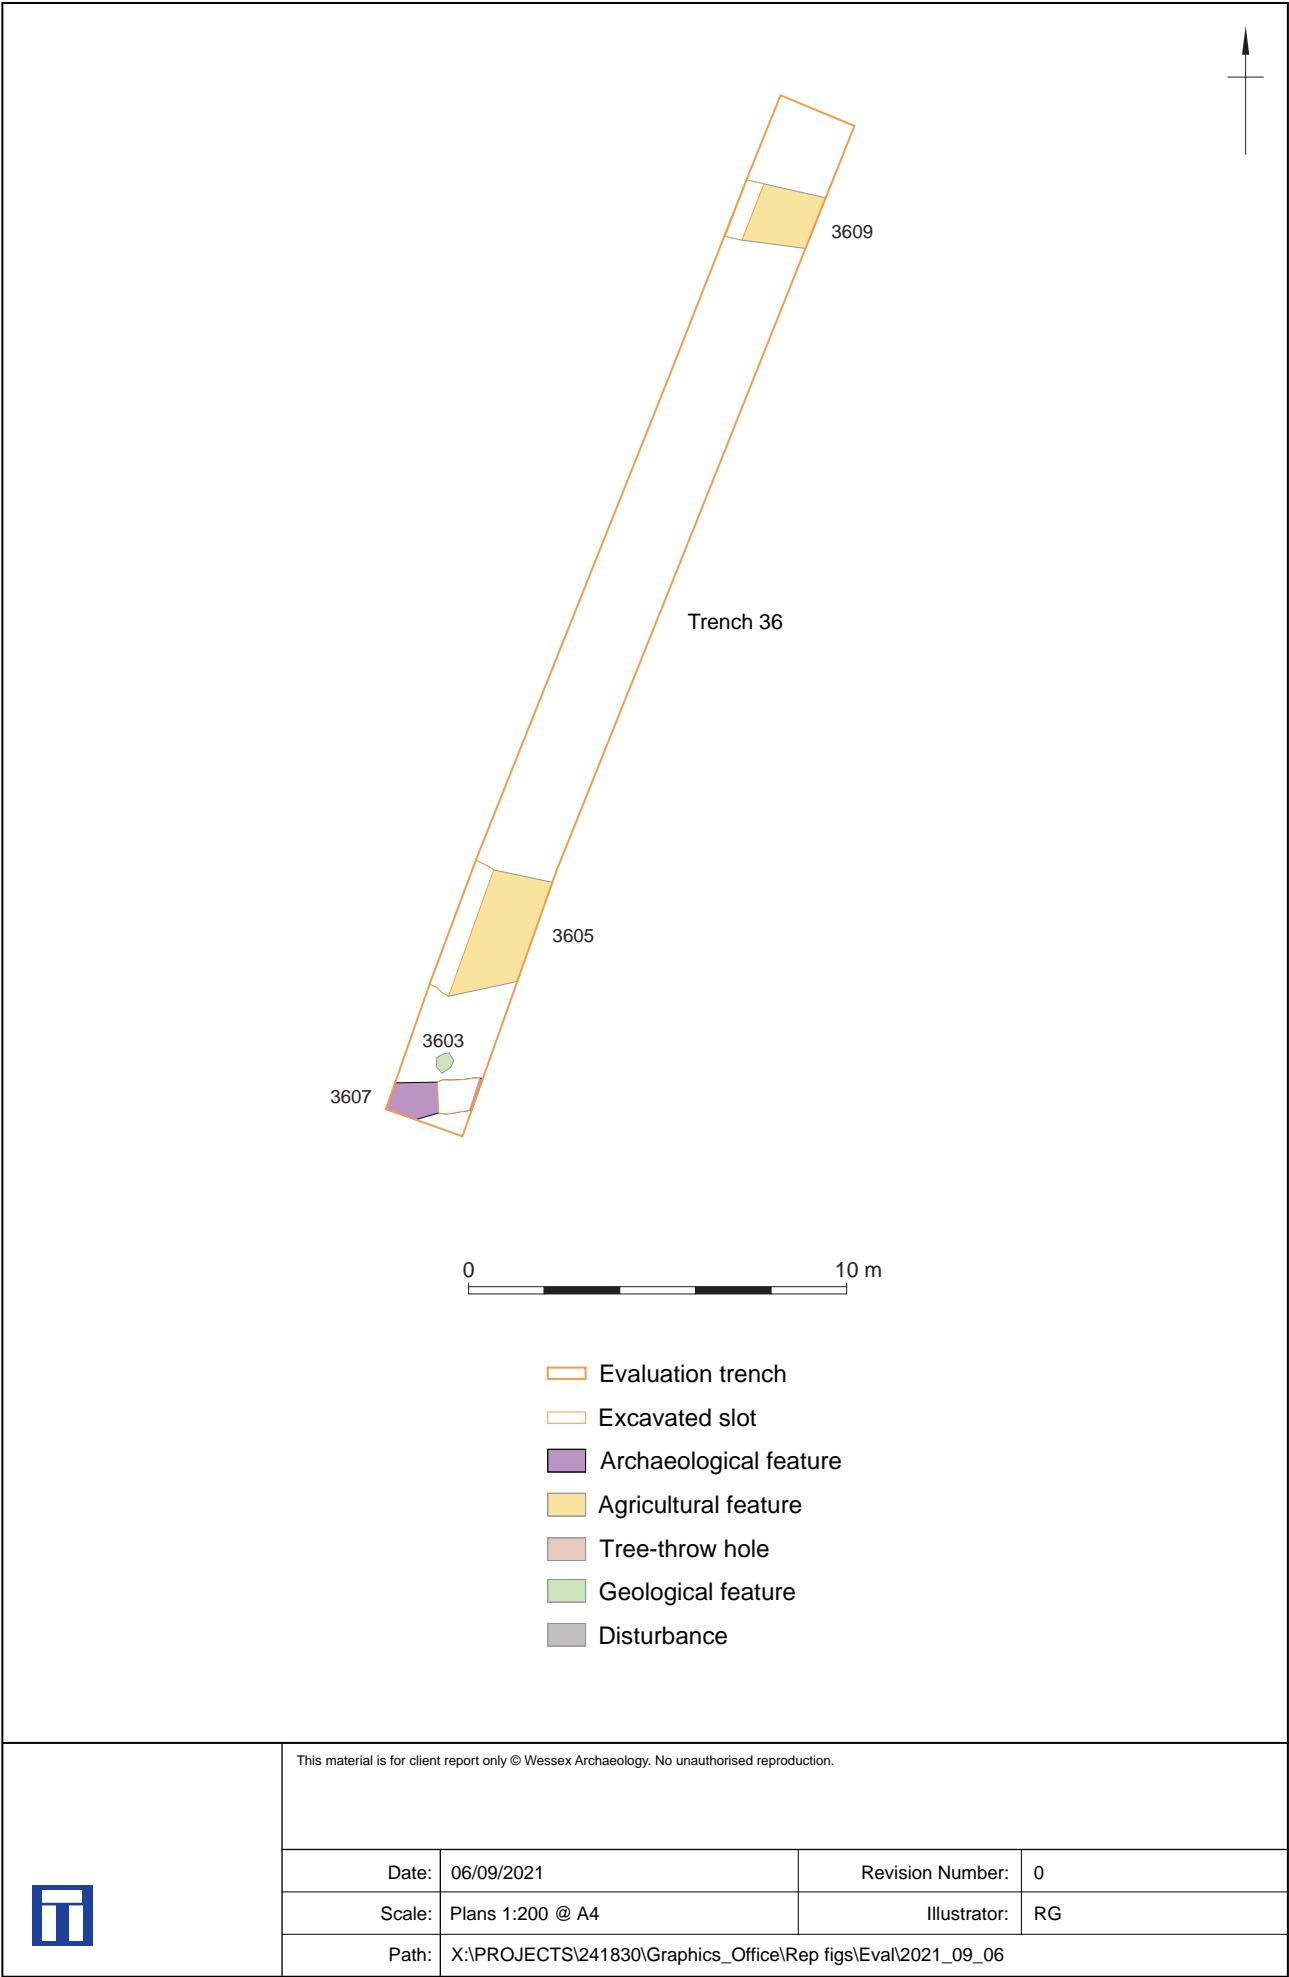 3609
Trench 36
3605
3603
3607
0 10 m
Evaluation trench
Excavated slot
Archaeological feature
Agricultural feature
Tree-throw hole
Geological feature
Disturbance
This material is for client report only © Wessex Archaeology. No unauthorised reproduction.
Date: 06/09/2021 Revision Number: 0
Scale: Plans 1:200 @ A4 Illustrator: RG
Path: X:\PROJECTS\241830\Graphics_Office\Rep figs\Eval\2021_09_06